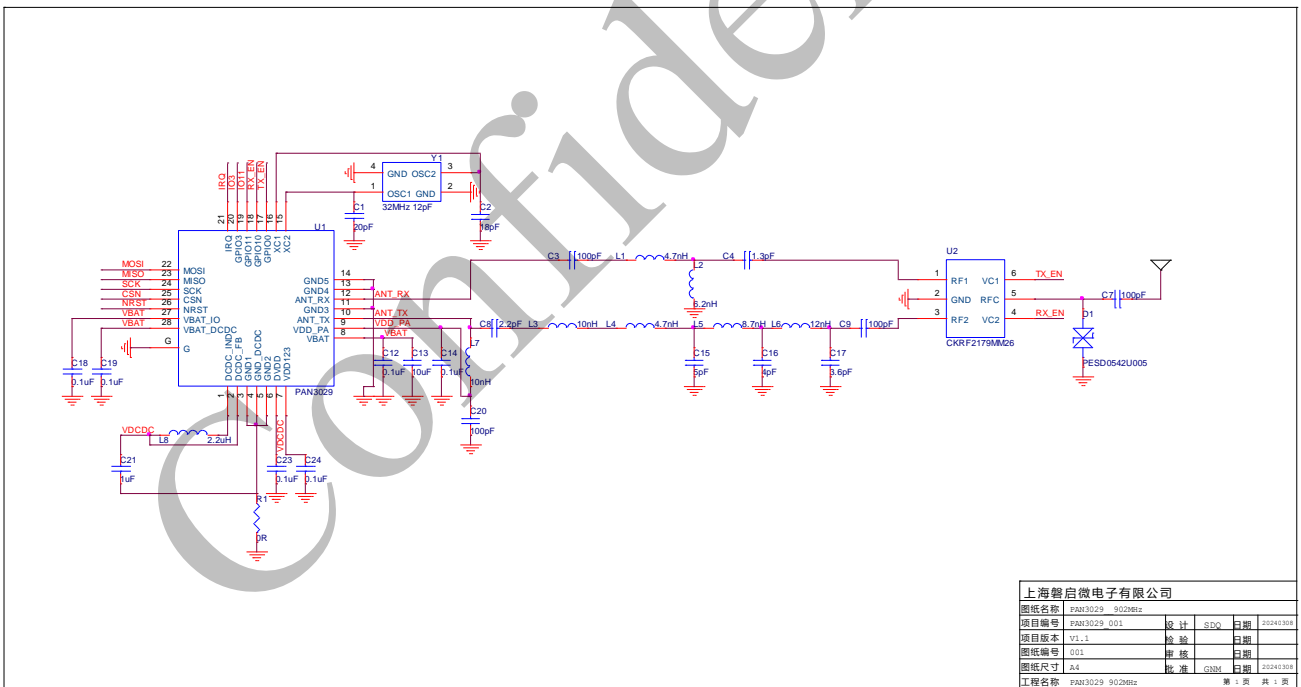 Confide
Y1
4 GND OSC2 3
1 OSC1 GND 2
32MHz 12pF
C1
20pF
C2
18pF
IRQ
IO3
IO11
RX_EN
TX_EN
21 20 19 18 17 16 15
IRQ
GPIO3
GPIO11
GPIO10
GPIO0
XC1
XC2
U1
MOSI 22 MOSI
MISO 23 MISO
SCK 24 SCK
CSN 25 CSN
NRST 26 NRST
VBAT 27 VBAT_IO
VBAT 28 VBAT_DCDC
G G
GND5 14
GND4 13
ANT_RX 12 ANT_RX
GND3 11
ANT_TX 10 ANT_TX
VDD_PA 9 VDD_PA
VBAT 8 VBAT
DCDC_IND
DCDC_FB
GND1
GND_DCDC
GND2
DVDD
VDD123
1 2 3 4 5 6 7
PAN3029
C18
0.1uF
C19
0.1uF
C12
0.1uF
C13
10uF
C14
0.1uF
L7
10nH
C20
100pF
C3 100pF L1 4.7nH C4 1.3pF
L2
6.2nH
C8 2.2pF L3 10nH L4 4.7nH L5 8.7nH L6 12nH C9 100pF
C15
5pF
C16
4pF
C17
3.6pF
U2
1 RF1 VC1 6 TX_EN
2 GND RFC 5
3 RF2 VC2 4 RX_EN
CKRF2179MM26
C7 100pF
D1
PESD0542U005
VDCDC
L8 2.2uH
C21
1uF
VDCDC
C23
0.1uF
C24
0.1uF
R1
0R
上海磐启微电子有限公司
图纸名称 PAN3029__902MHz
项目编号 PAN3029_001 设 计 SDQ 日期 20240308
项目版本 V1.1 检 验 日期
图纸编号 001 审 核 日期
图纸尺寸 A4 批 准 GNM 日期 20240308
工程名称 PAN3029 902MHz 第 1 页 共 1 页